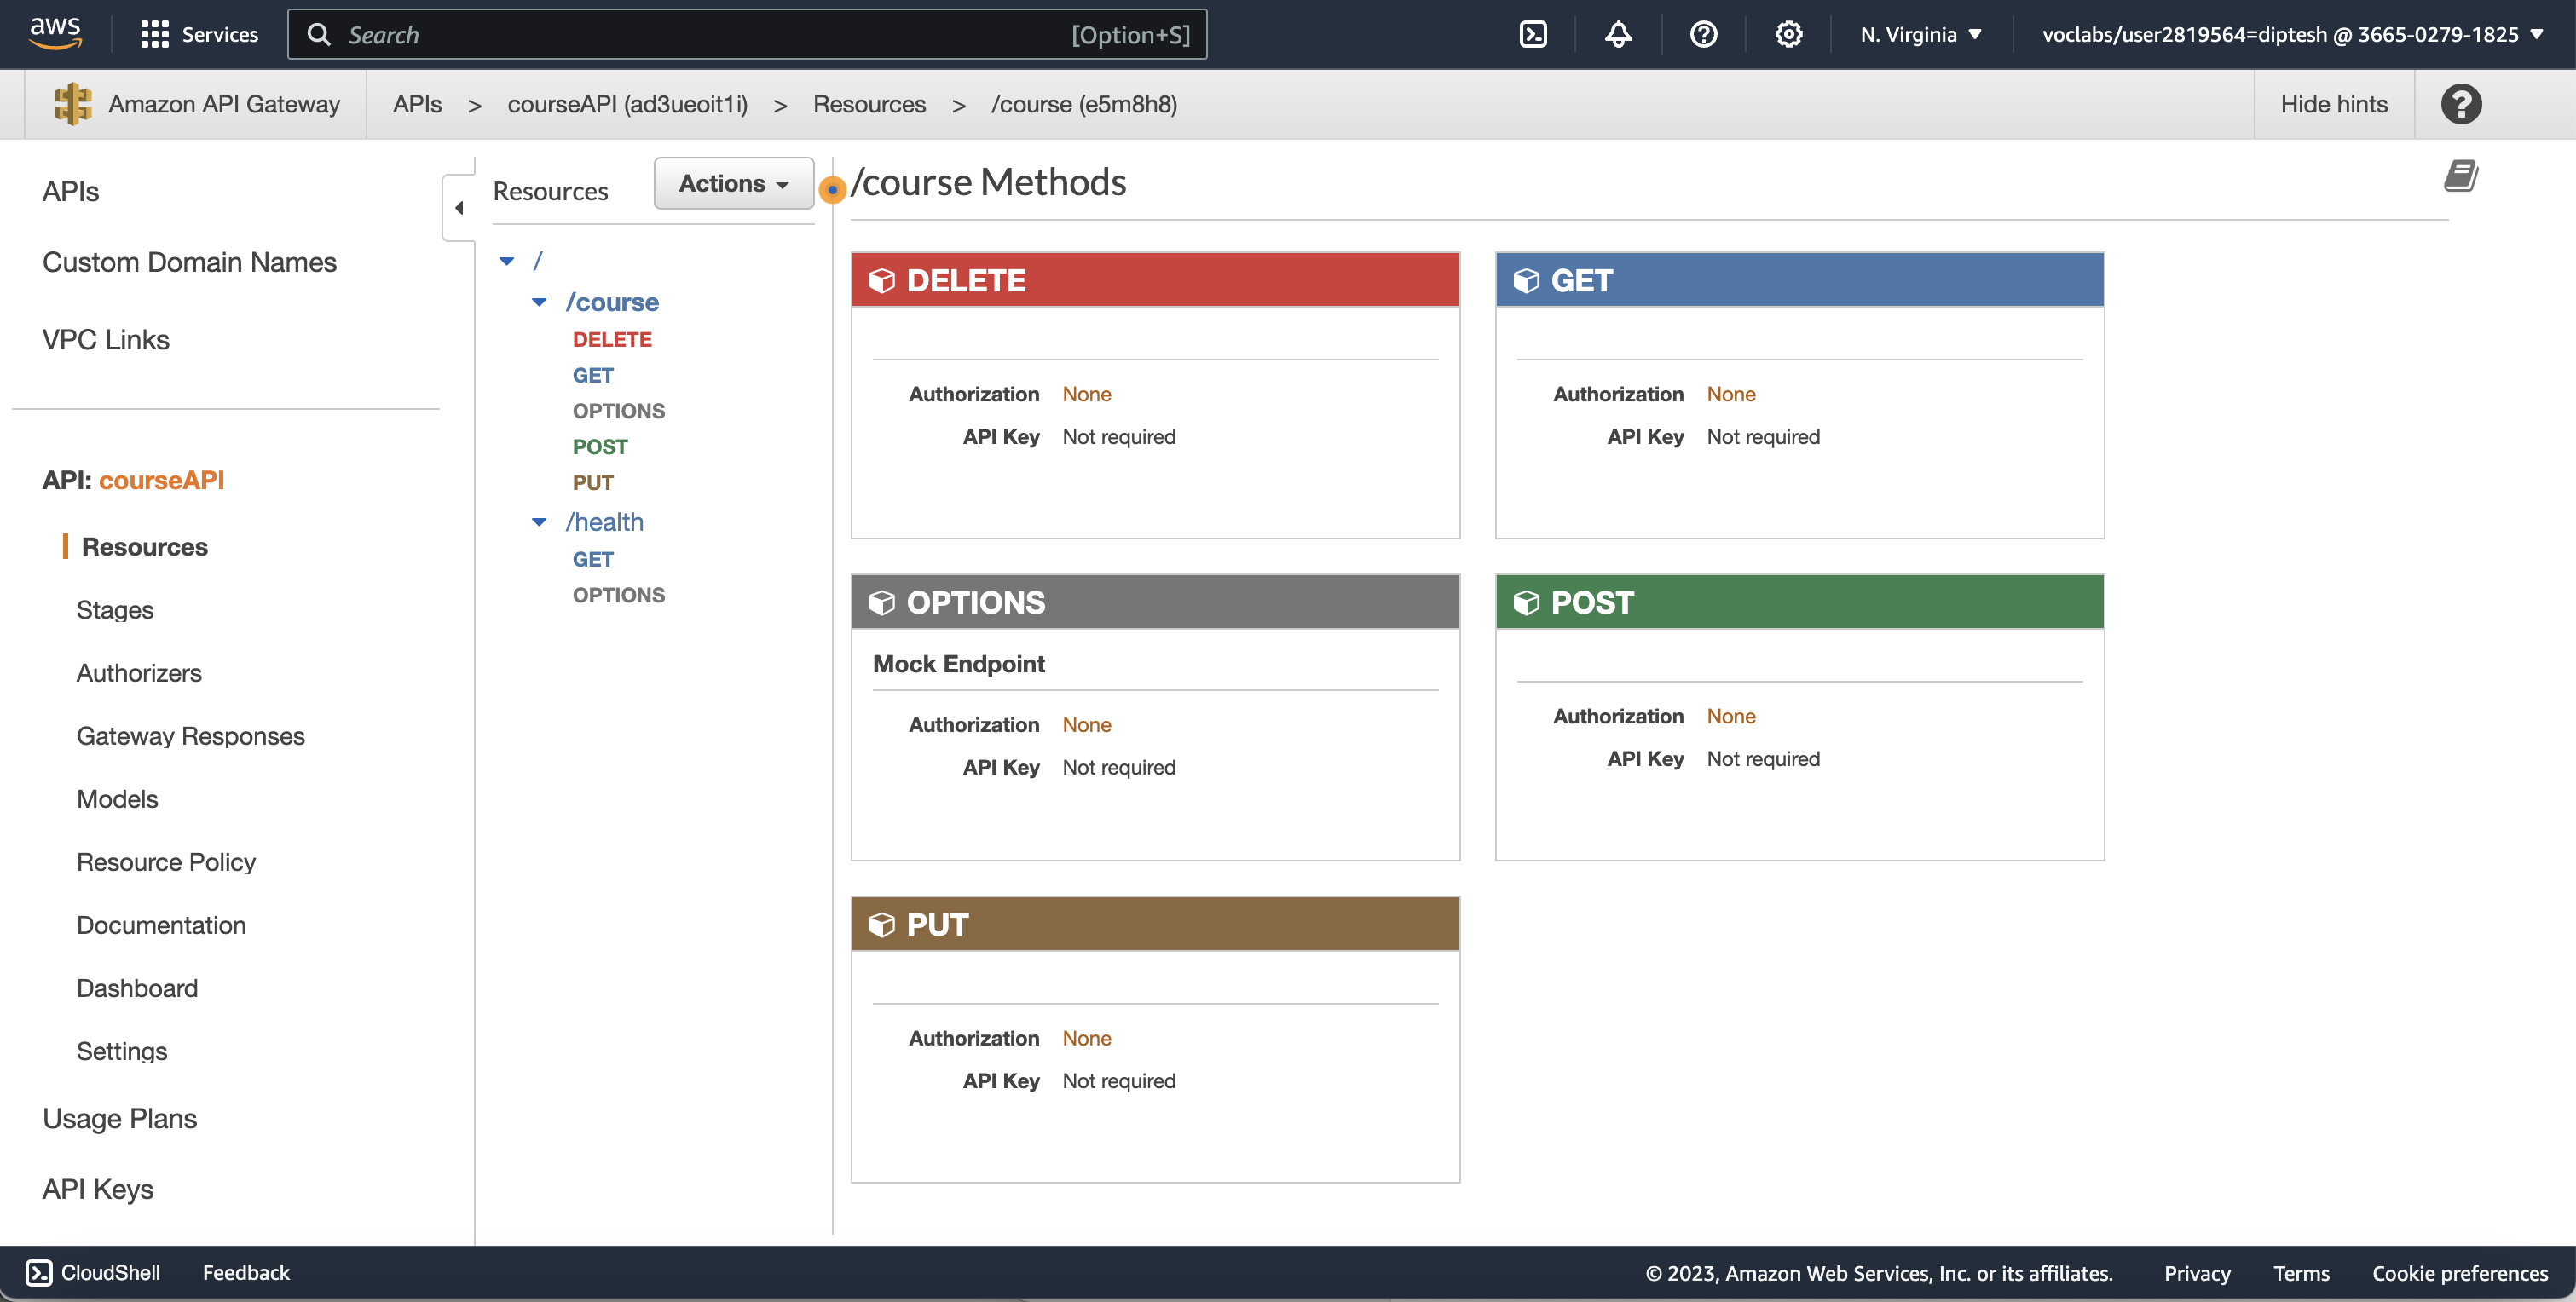 aws Services Search [Option+S] N. Virginia voclabs/user2819564=diptesh @ 3665-0279-1825
Amazon API Gateway APIs > courseAPI (ad3ueoit1i) > Resources > /course (e5m8h8) Hide hints
APIs
Custom Domain Names
VPC Links
API: courseAPI
Resources
Stages
Authorizers
Gateway Responses
Models
Resource Policy
Documentation
Dashboard
Settings
Usage Plans
API Keys
Resources Actions
/
/course
DELETE
GET
OPTIONS
POST
PUT
/health
GET
OPTIONS
/course Methods
DELETE
Authorization None
API Key Not required
GET
Authorization None
API Key Not required
OPTIONS
Mock Endpoint
Authorization None
API Key Not required
POST
Authorization None
API Key Not required
PUT
Authorization None
API Key Not required
CloudShell Feedback © 2023, Amazon Web Services, Inc. or its affiliates. Privacy Terms Cookie preferences